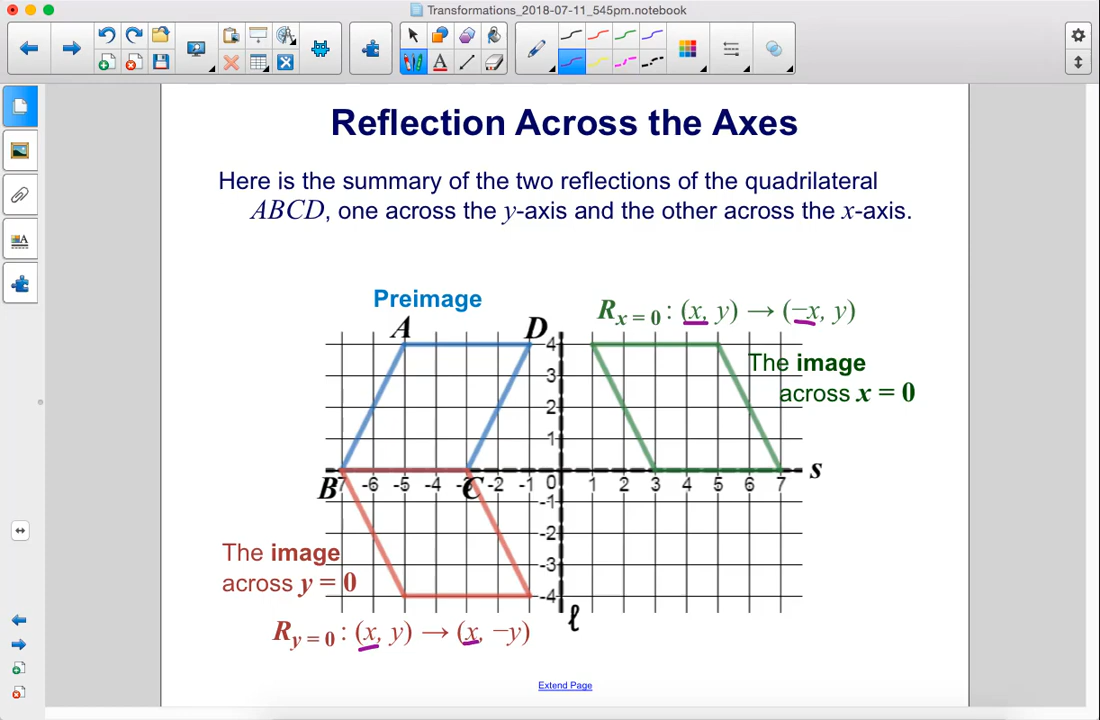 Transformations_2018-07-11_545pm.notebook
Reflection Across the Axes
Here is the summary of the two reflections of the quadrilateral
ABCD, one across the y-axis and the other across the x-axis.
Preimage
R x = 0 : (x, y) → (−x, y)
A
D
4
The image
across x = 0
3
2
1
s
B
7 -6 -5 -4 C -2 -1 0 1 2 3 4 5 6 7
-1
-2
-3
-4
The image
across y = 0
ℓ
R y = 0 : (x, y) → (x, −y)
Extend Page